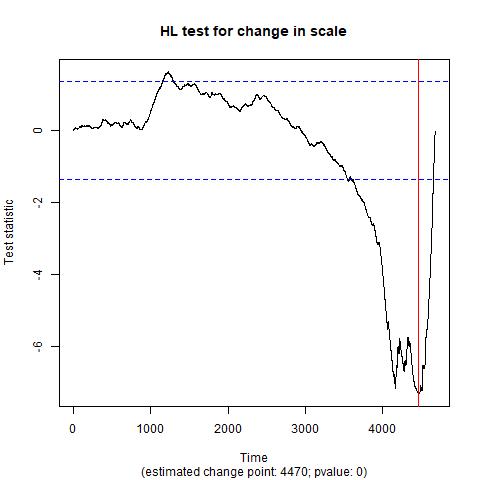 HL test for change in scale
Test statistic
0
-2
-4
-6
0 1000 2000 3000 4000
Time
(estimated change point: 4470; pvalue: 0)